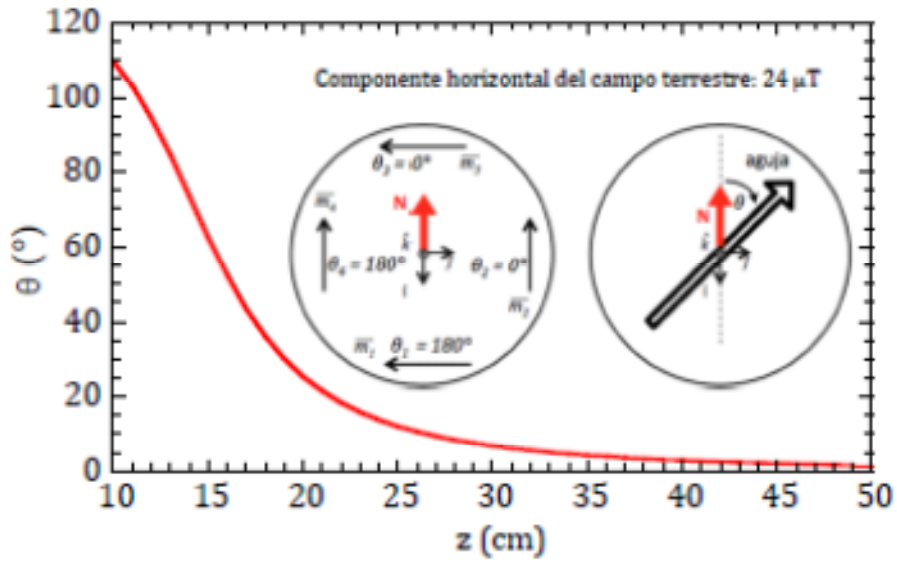 120
100
80
60
40
20
0
θ (°)
Componente horizontal del campo terrestre: 24 μT
θ₃ = 0° m₃
m₄
N
k̂
θ₄ = 180° θ₂ = 0°
m₂
m₁ θ₁ = 180°
aguja
N
θ
k̂
10 15 20 25 30 35 40 45 50
z (cm)